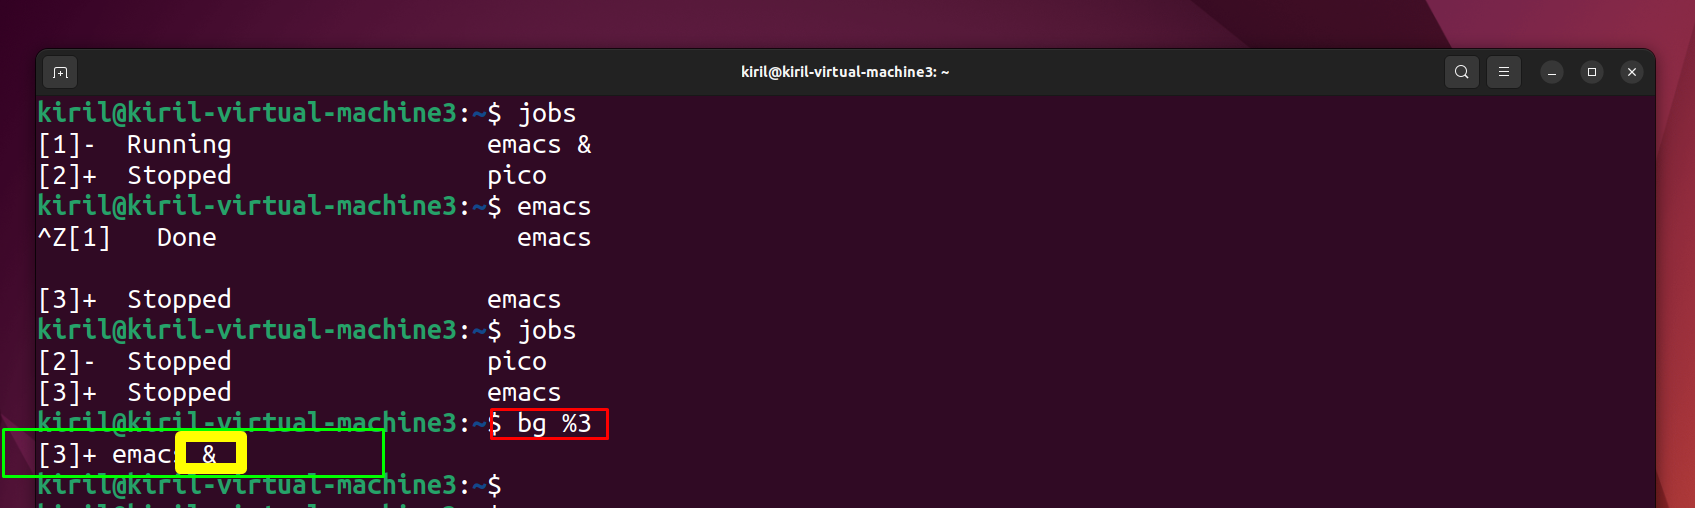 kiril@kiril-virtual-machine3: ~
kiril@kiril-virtual-machine3:~$ jobs
[1]-  Running                 emacs &
[2]+  Stopped                 pico
kiril@kiril-virtual-machine3:~$ emacs
^Z[1]   Done                    emacs
[3]+  Stopped                 emacs
kiril@kiril-virtual-machine3:~$ jobs
[2]-  Stopped                 pico
[3]+  Stopped                 emacs
kiril@kiril-virtual-machine3:~$ bg %3
[3]+ emacs &
kiril@kiril-virtual-machine3:~$